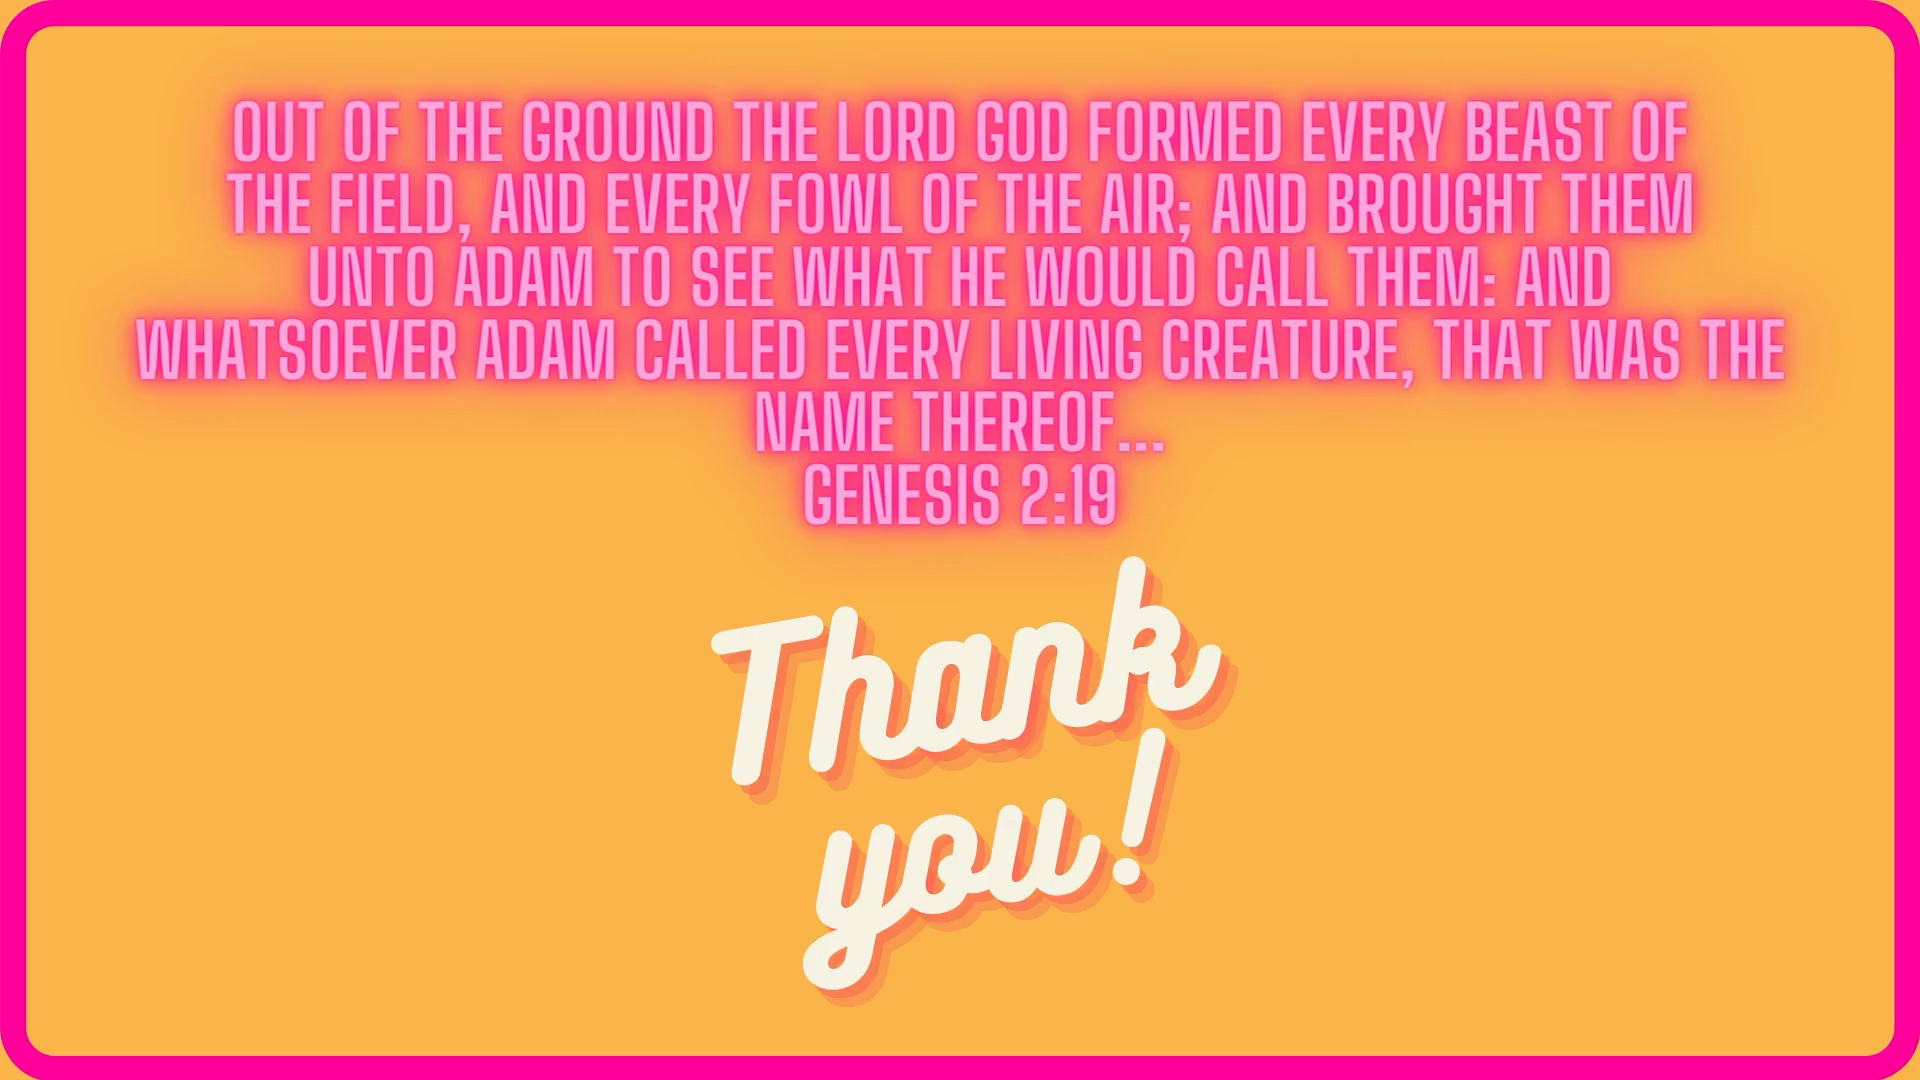 OUT OF THE GROUND THE LORD GOD FORMED EVERY BEAST OF
THE FIELD, AND EVERY FOWL OF THE AIR; AND BROUGHT THEM
UNTO ADAM TO SEE WHAT HE WOULD CALL THEM: AND
WHATSOEVER ADAM CALLED EVERY LIVING CREATURE, THAT WAS THE
NAME THEREOF...
GENESIS 2:19
Thank
you!